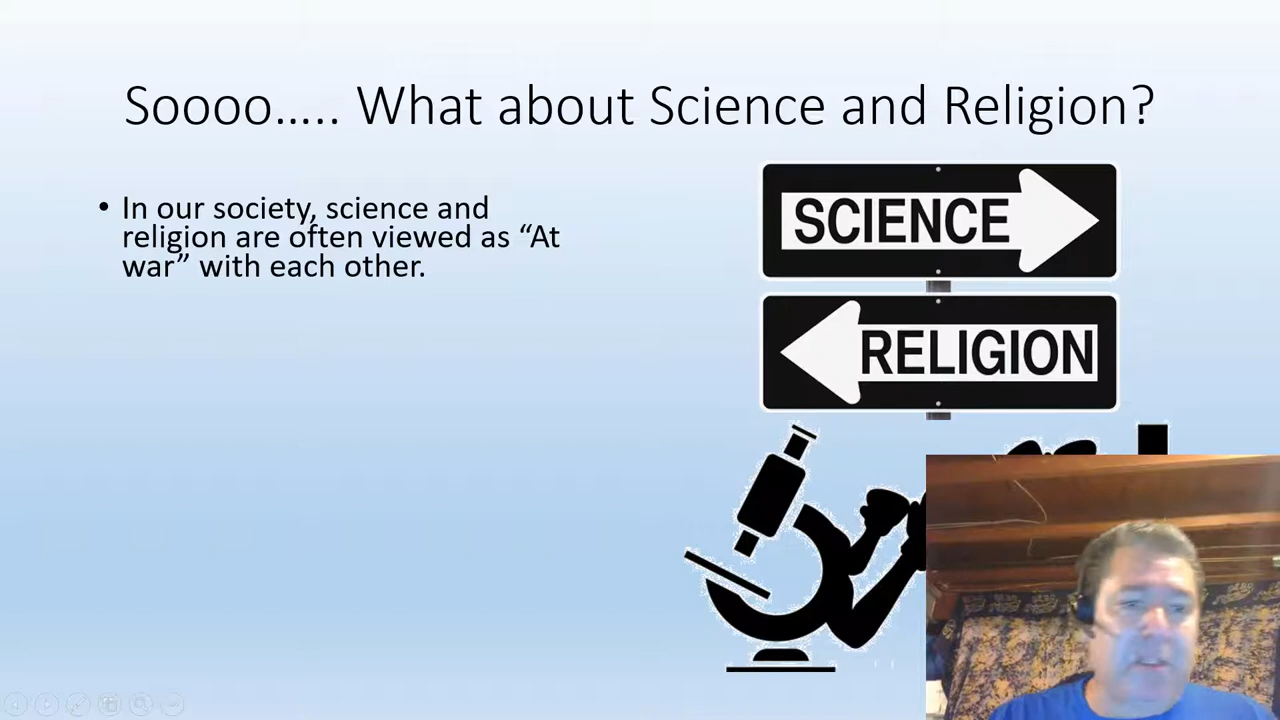 Soooo..... What about Science and Religion?
• In our society, science and
religion are often viewed as “At
war” with each other.
SCIENCE
RELIGION